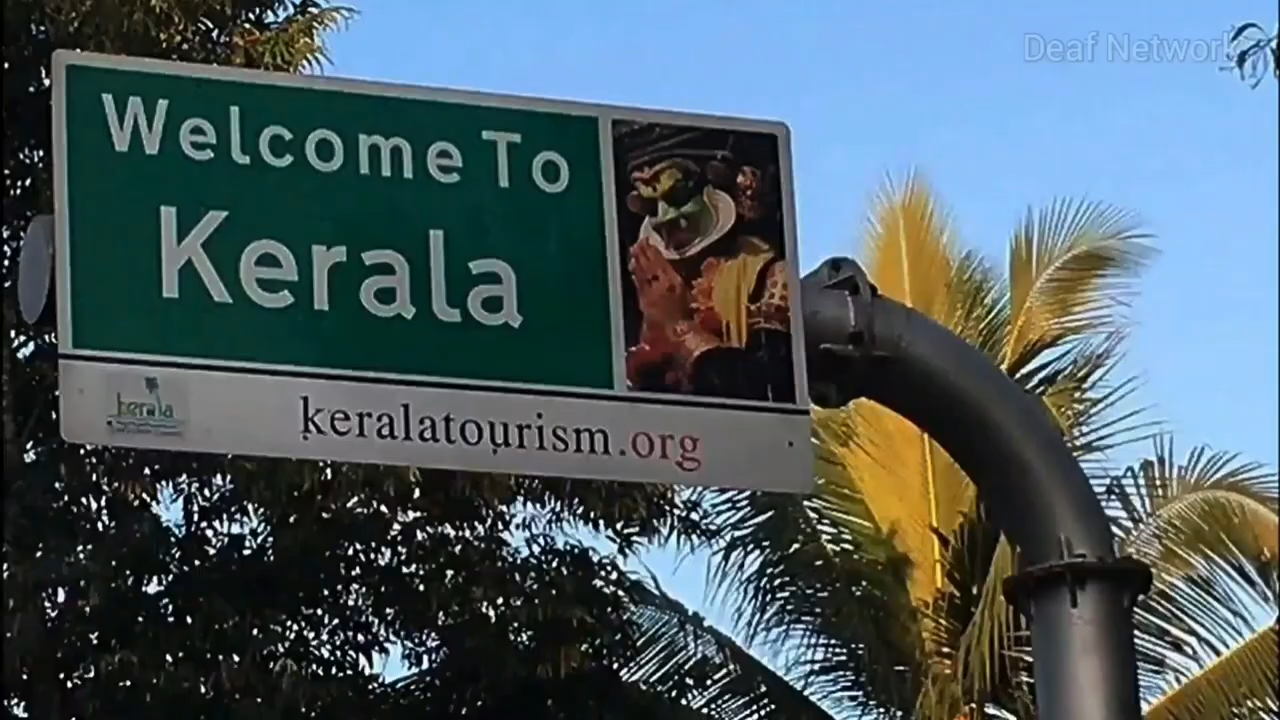 Deaf Network
Welcome To
Kerala
kerala
keralatourism.org